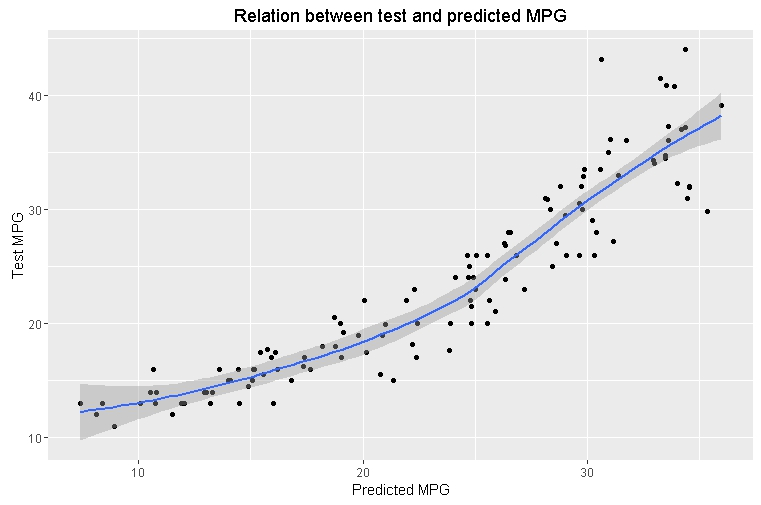 Relation between test and predicted MPG
Test MPG
40
30
20
10
10 20 30
Predicted MPG